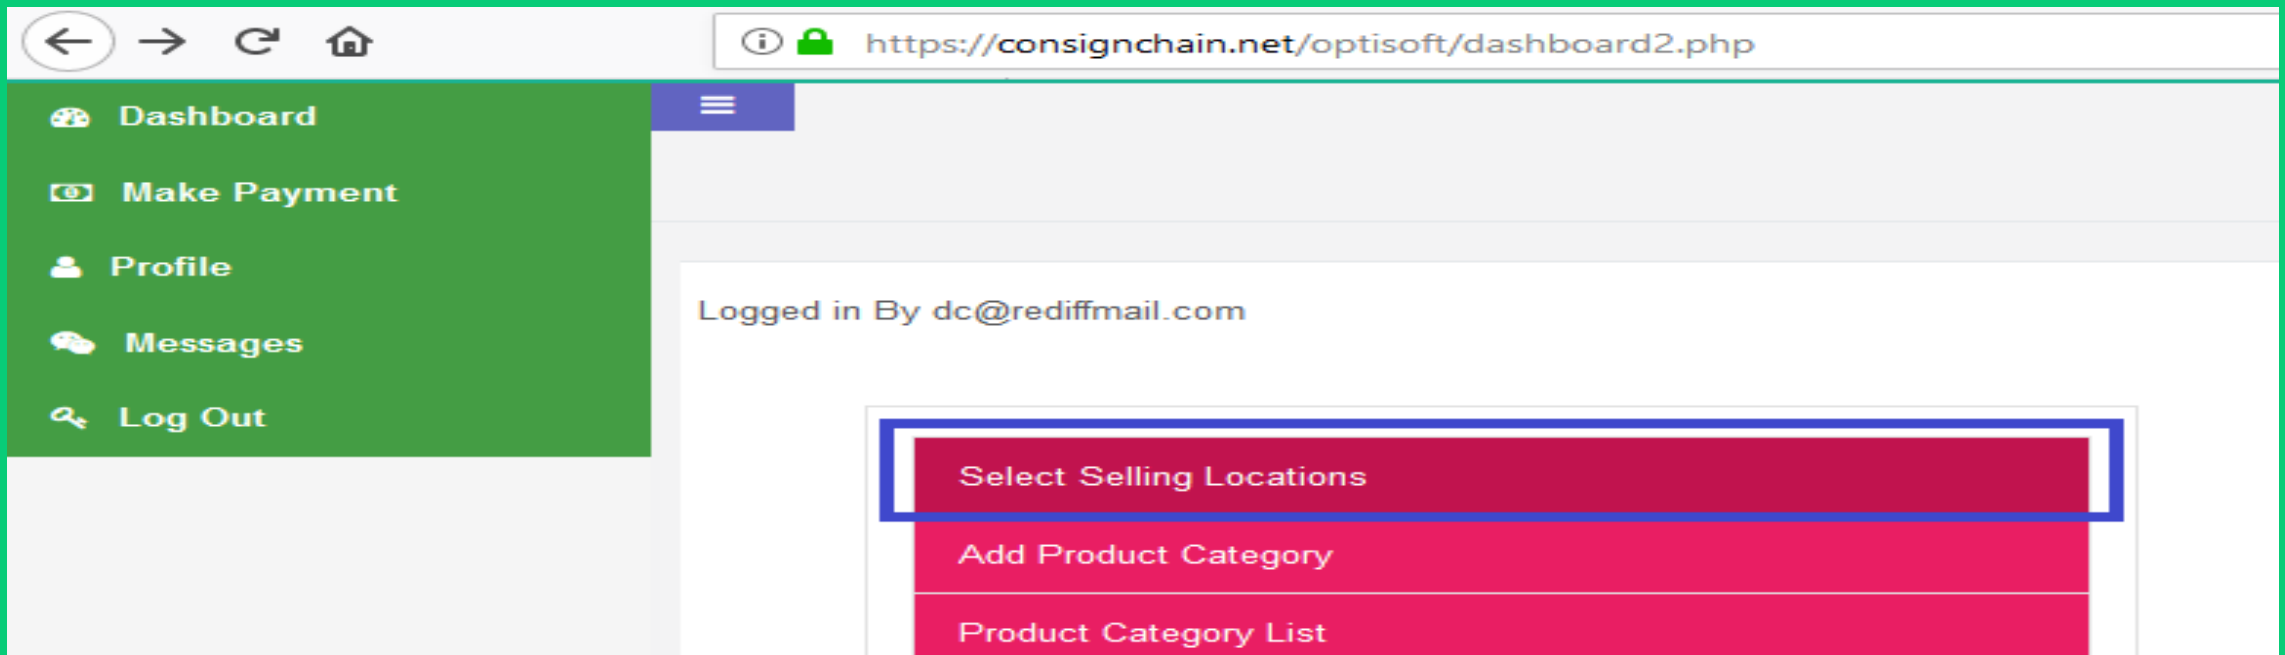 https://consignchain.net/optisoft/dashboard2.php
Dashboard
Make Payment
Profile
Messages
Log Out
Logged in By dc@rediffmail.com
Select Selling Locations
Add Product Category
Product Category List